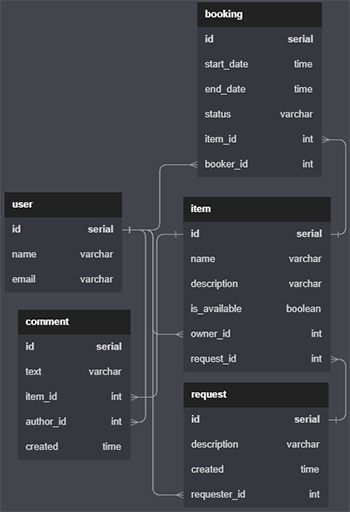 booking
id serial
start_date time
end_date time
status varchar
item_id int
booker_id int
user
id serial
name varchar
email varchar
item
id serial
name varchar
description varchar
is_available boolean
owner_id int
request_id int
comment
id serial
text varchar
item_id int
author_id int
created time
request
id serial
description varchar
created time
requester_id int